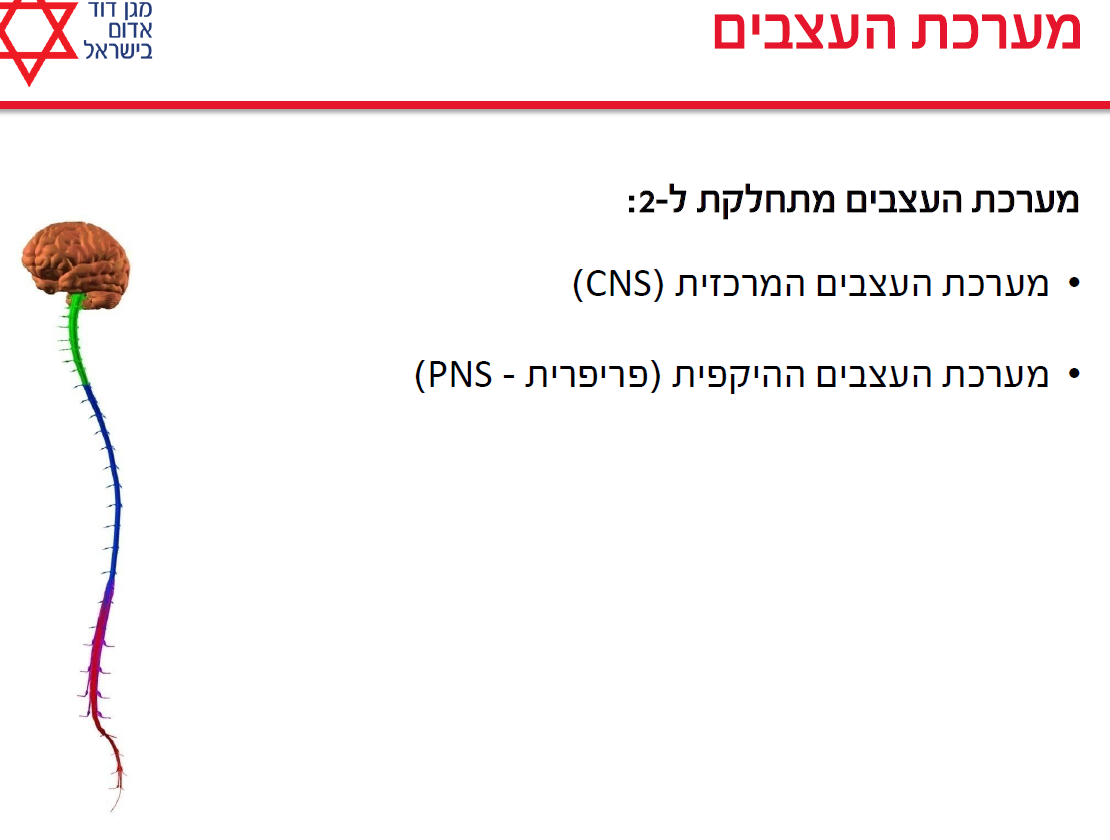 מגן דוד
אדום
בישראל
מערכת העצבים
מערכת העצבים מתחלקת ל-2:
• מערכת העצבים המרכזית (CNS)
• מערכת העצבים ההיקפית (פריפרית - PNS)